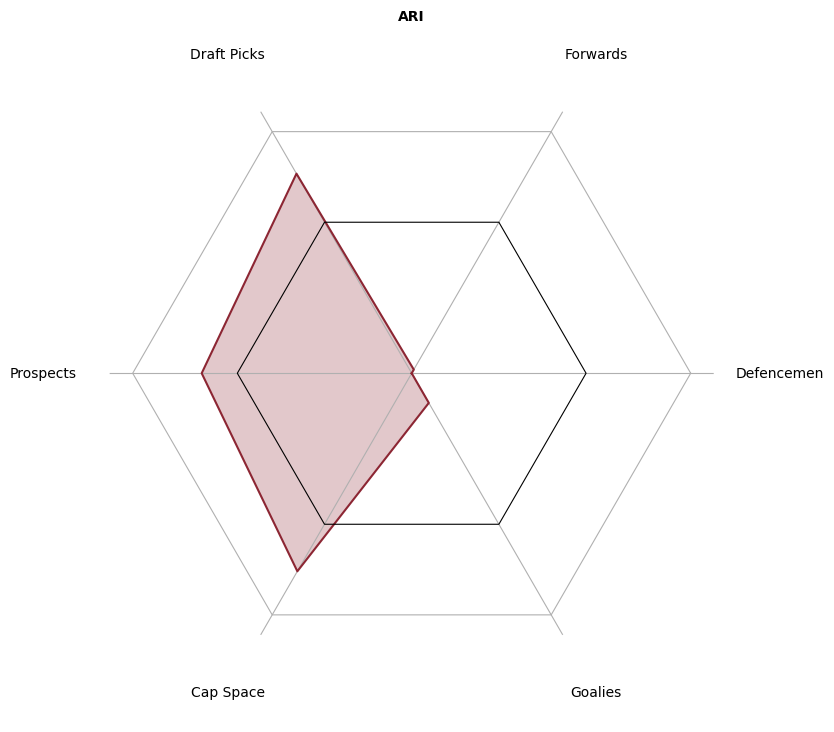 ARI
Draft Picks
Forwards
Prospects
Defencemen
Cap Space
Goalies